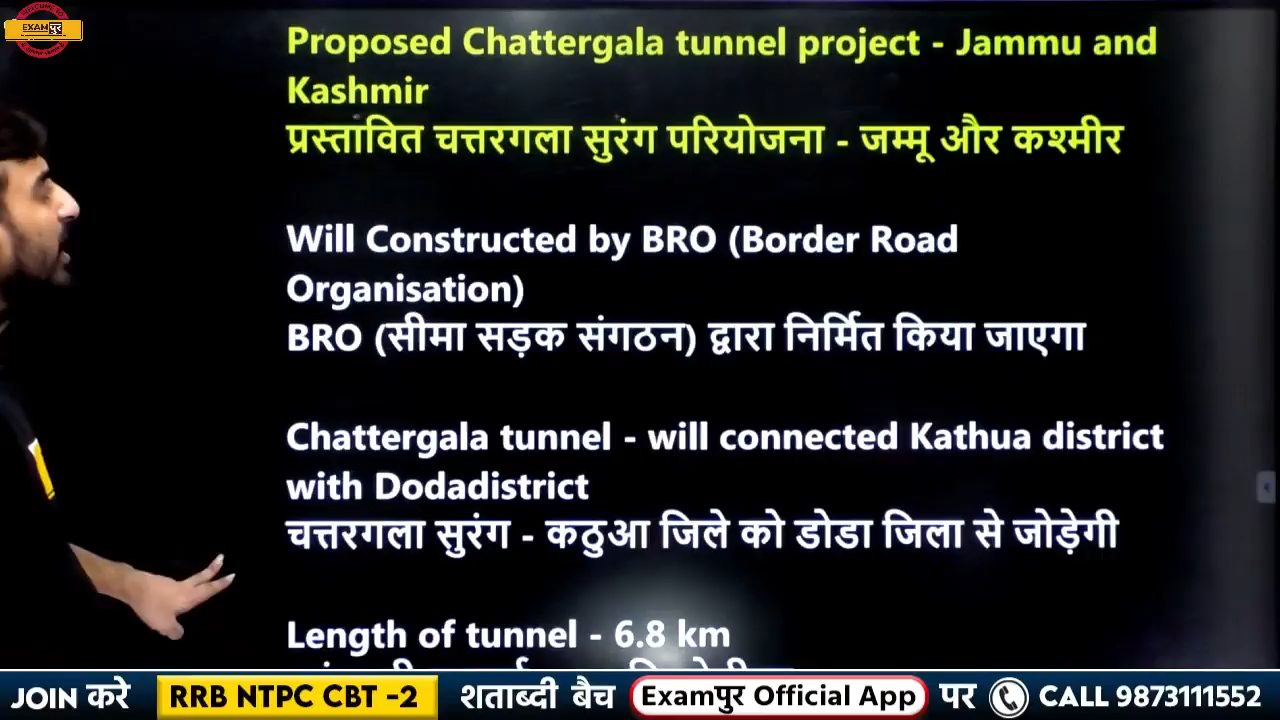 EXAMपुर
Proposed Chattergala tunnel project - Jammu and
Kashmir
प्रस्तावित चत्तरगला सुरंग परियोजना - जम्मू और कश्मीर
Will Constructed by BRO (Border Road
Organisation)
BRO (सीमा सड़क संगठन) द्वारा निर्मित किया जाएगा
Chattergala tunnel - will connected Kathua district
with Dodadistrict
चत्तरगला सुरंग - कठुआ जिले को डोडा जिला से जोड़ेगी
Length of tunnel - 6.8 km
JOIN करे RRB NTPC CBT -2 शताब्दी बैच Examपुर Official App पर CALL 9873111552